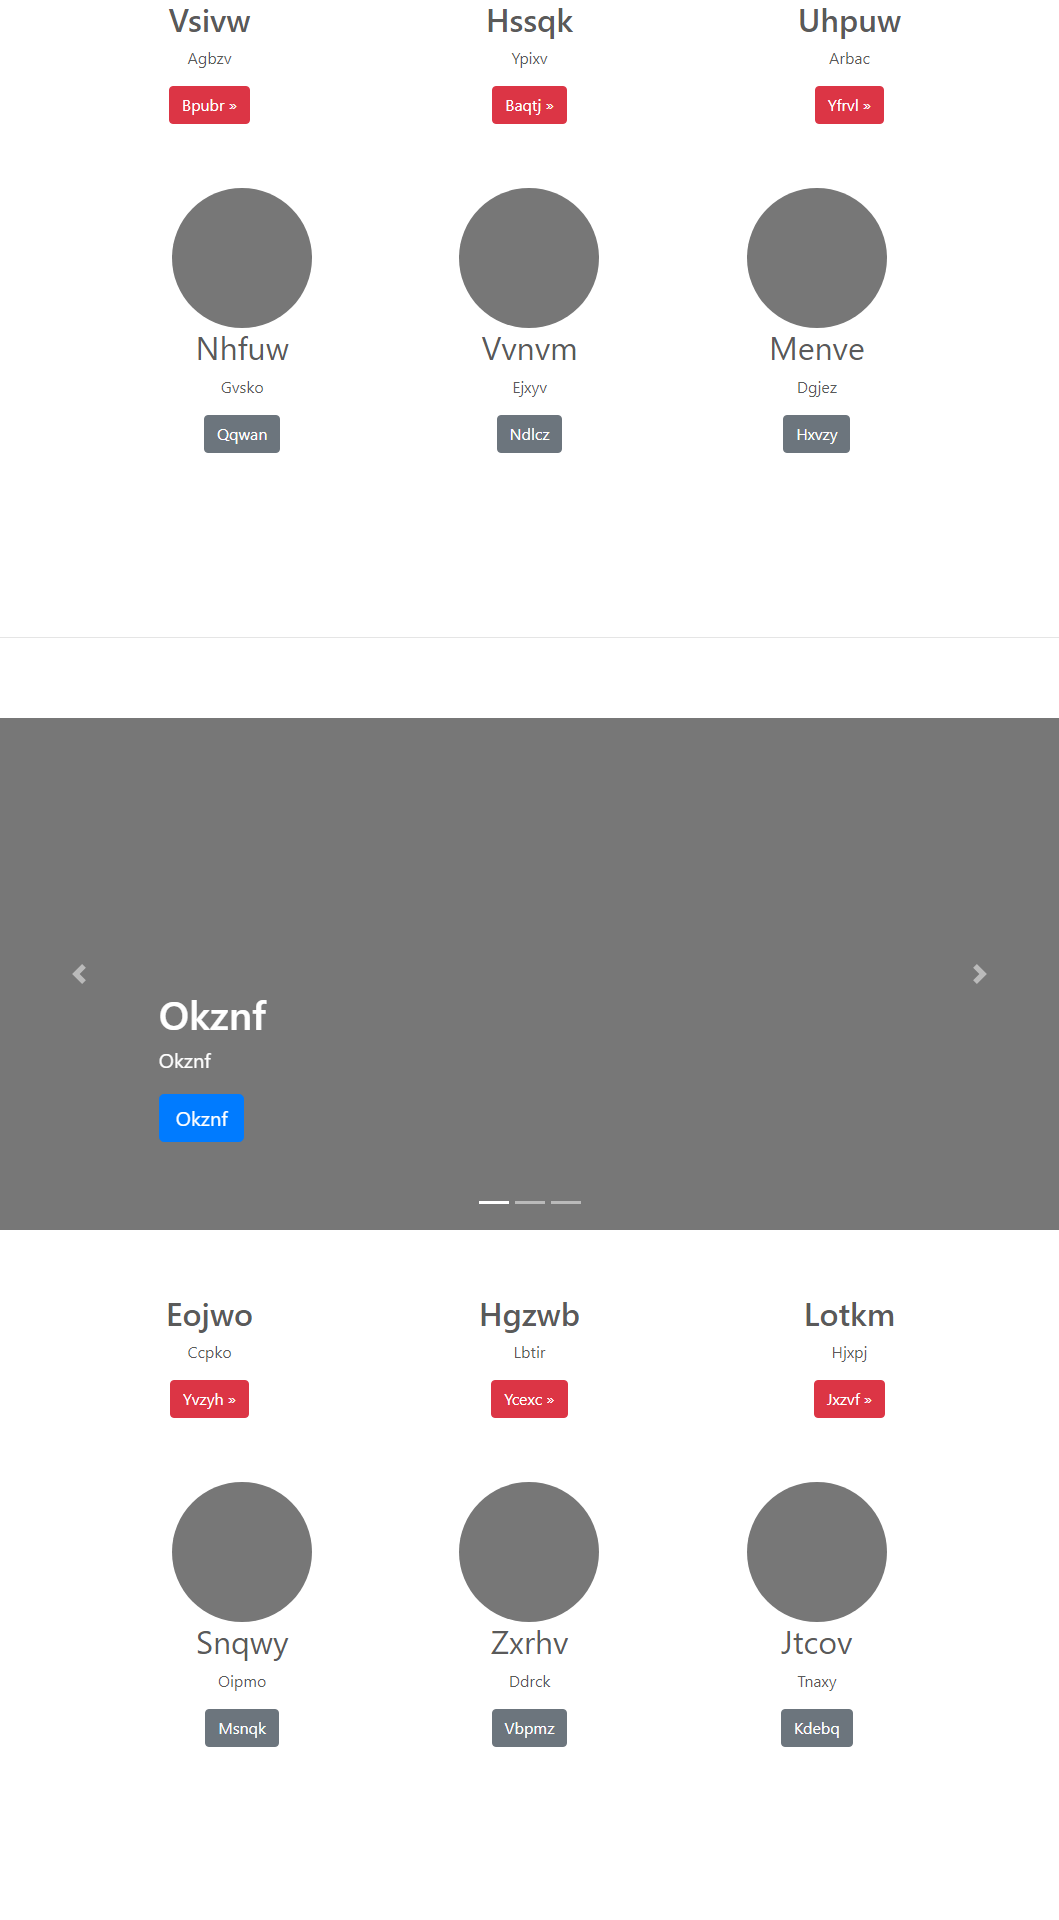 Vsivw Hssqk Uhpuw
Agbzv Ypixv Arbac
Bpubr » Baqtj » Yfrvl »
Nhfuw Vvnvm Menve
Gvsko Ejxyv Dgjez
Qqwan Ndlcz Hxvzy
Okznf
Okznf
Okznf
Eojwo Hgzwb Lotkm
Ccpko Lbtir Hjxpj
Yvzyh » Ycexc » Jxzvf »
Snqwy Zxrhv Jtcov
Oipmo Ddrck Tnaxy
Msnqk Vbpmz Kdebq